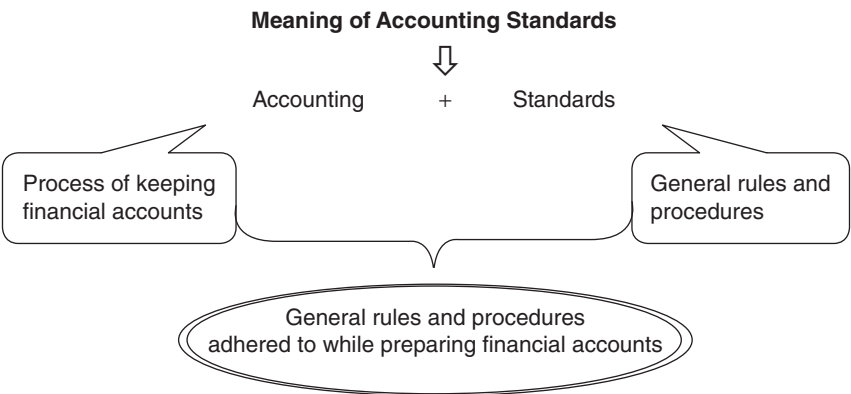 Meaning of Accounting Standards
Accounting + Standards
Process of keeping
financial accounts
General rules and
procedures
General rules and procedures
adhered to while preparing financial accounts